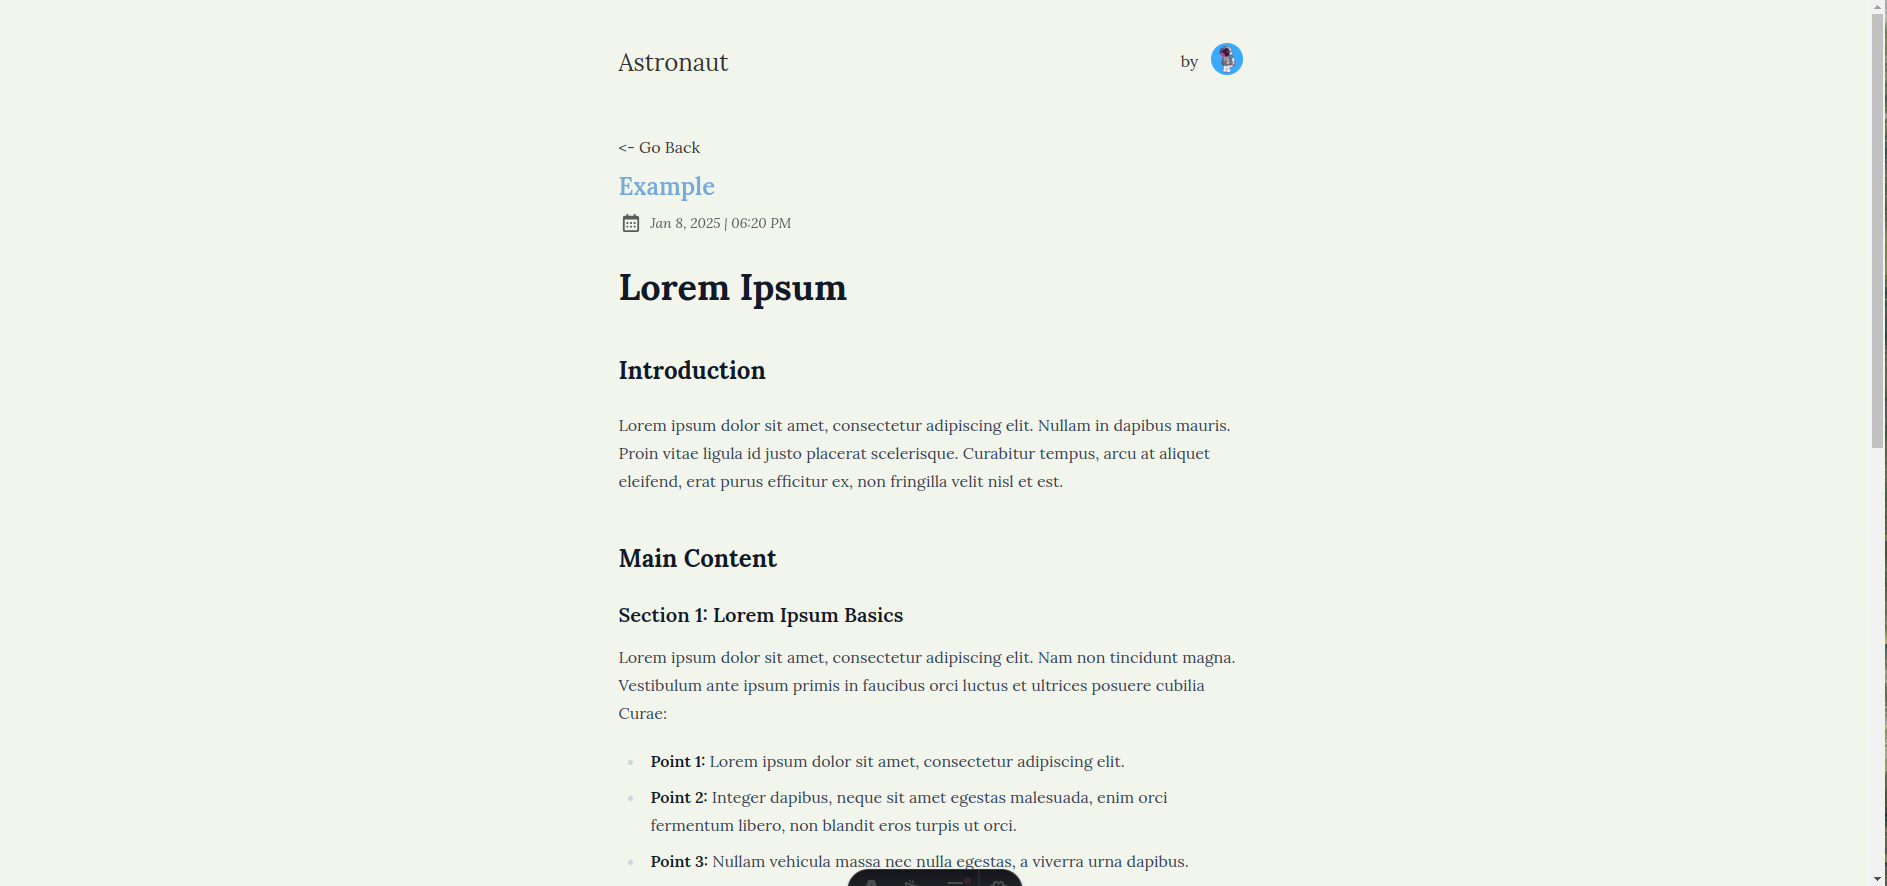 Astronaut
by
<- Go Back
Example
Jan 8, 2025 | 06:20 PM
Lorem Ipsum
Introduction
Lorem ipsum dolor sit amet, consectetur adipiscing elit. Nullam in dapibus mauris.
Proin vitae ligula id justo placerat scelerisque. Curabitur tempus, arcu at aliquet
eleifend, erat purus efficitur ex, non fringilla velit nisl et est.
Main Content
Section 1: Lorem Ipsum Basics
Lorem ipsum dolor sit amet, consectetur adipiscing elit. Nam non tincidunt magna.
Vestibulum ante ipsum primis in faucibus orci luctus et ultrices posuere cubilia
Curae:
Point 1: Lorem ipsum dolor sit amet, consectetur adipiscing elit.
Point 2: Integer dapibus, neque sit amet egestas malesuada, enim orci
fermentum libero, non blandit eros turpis ut orci.
Point 3: Nullam vehicula massa nec nulla egestas, a viverra urna dapibus.